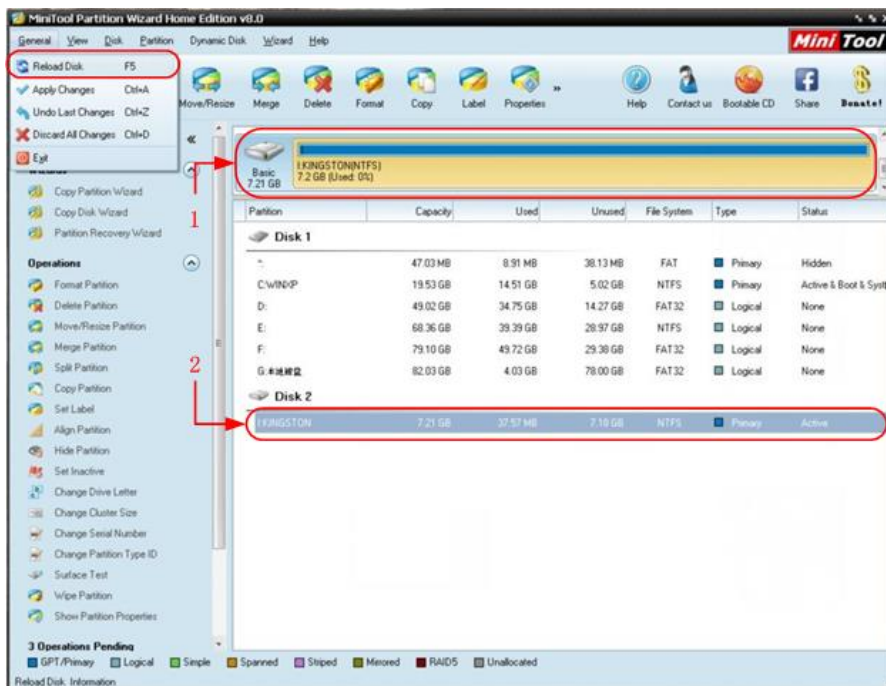 MiniTool Partition Wizard Home Edition v8.0
General View Disk Partition Dynamic Disk Wizard Help
Mini Tool
Reload Disk F5
Apply Changes Ctrl+A
Undo Last Changes Ctrl+Z
Discard All Changes Ctrl+D
Exit
Move/Resize Merge Delete Format Copy Label Properties » Help Contact us Bootable CD Share Donate!
1
Copy Partition Wizard
Copy Disk Wizard
Partition Recovery Wizard
Operations
Format Partition
Delete Partition
Move/Resize Partition
Merge Partition
Split Partition
Copy Partition
Set Label
Align Partition
Hide Partition
Set Inactive
Change Drive Letter
Change Cluster Size
Change Serial Number
Change Partition Type ID
Surface Test
Wipe Partition
Show Partition Properties
3 Operations Pending
2
Basic
7.21 GB
I:KINGSTON(NTFS)
7.2 GB (Used: 0%)
Partition Capacity Used Unused File System Type Status
Disk 1
*: 47.03 MB 8.91 MB 38.13 MB FAT Primary Hidden
C:WINXP 19.53 GB 14.51 GB 5.02 GB NTFS Primary Active & Boot & Syst
D: 49.02 GB 34.75 GB 14.27 GB FAT32 Logical None
E: 68.36 GB 39.39 GB 28.97 GB NTFS Logical None
F: 79.10 GB 49.72 GB 29.38 GB FAT32 Logical None
G:本地磁盘 82.03 GB 4.03 GB 78.00 GB FAT32 Logical None
Disk 2
I:KINGSTON 7.21 GB 37.57 MB 7.18 GB NTFS Primary Active
GPT/Primary Logical Simple Spanned Striped Mirrored RAID5 Unallocated
Reload Disk Information